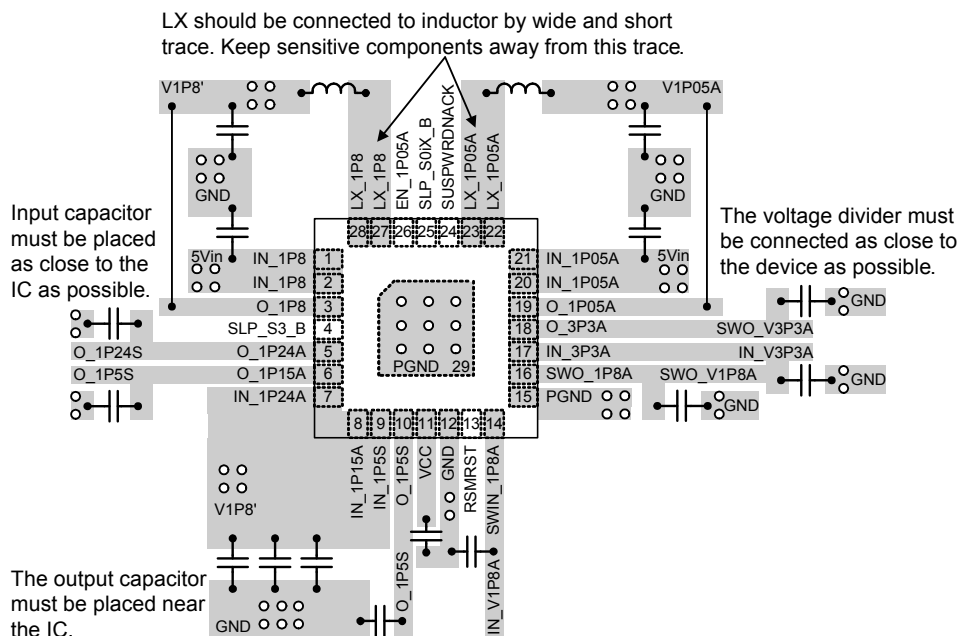 LX should be connected to inductor by wide and short
trace. Keep sensitive components away from this trace.
V1P8'
V1P05A
LX_1P8
LX_1P8
EN_1P05A
SLP_S0iX_B
SUSPWRDNACK
LX_1P05A
LX_1P05A
GND
GND
Input capacitor
must be placed
as close to the
IC as possible.
The voltage divider must
be connected as close to
the device as possible.
28 27 26 25 24 23 22
5Vin
IN_1P8 1
IN_1P8 2
O_1P8 3
SLP_S3_B 4
O_1P24S O_1P24A 5
O_1P5S O_1P15A 6
IN_1P24A 7
PGND 29
21 IN_1P05A 5Vin
20 IN_1P05A
19 O_1P05A
GND
18 O_3P3A SWO_V3P3A
17 IN_3P3A IN_V3P3A
16 SWO_1P8A SWO_V1P8A
GND
15 PGND
GND
8 9 10 11 12 13 14
IN_1P15A
IN_1P5S
O_1P5S
VCC
GND
RSMRST
SWIN_1P8A
V1P8'
O_1P5S
IN_V1P8A
The output capacitor
must be placed near
the IC.
GND